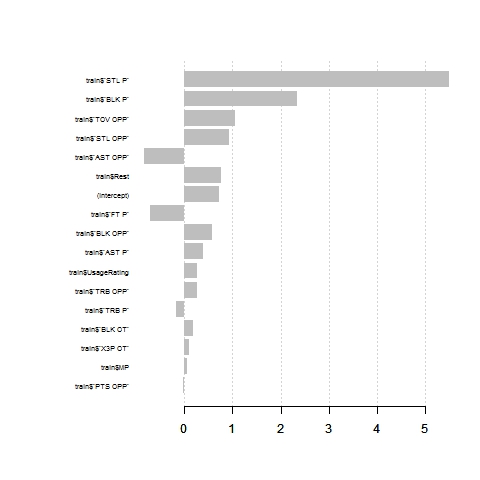 train$`STL P`
train$`BLK P`
train$`TOV OPP`
train$`STL OPP`
train$`AST OPP`
train$Rest
(Intercept)
train$`FT P`
train$`BLK OPP`
train$`AST P`
train$UsageRating
train$`TRB OPP`
train$`TRB P`
train$`BLK OT`
train$`X3P OT`
train$MP
train$`PTS OPP`
0 1 2 3 4 5